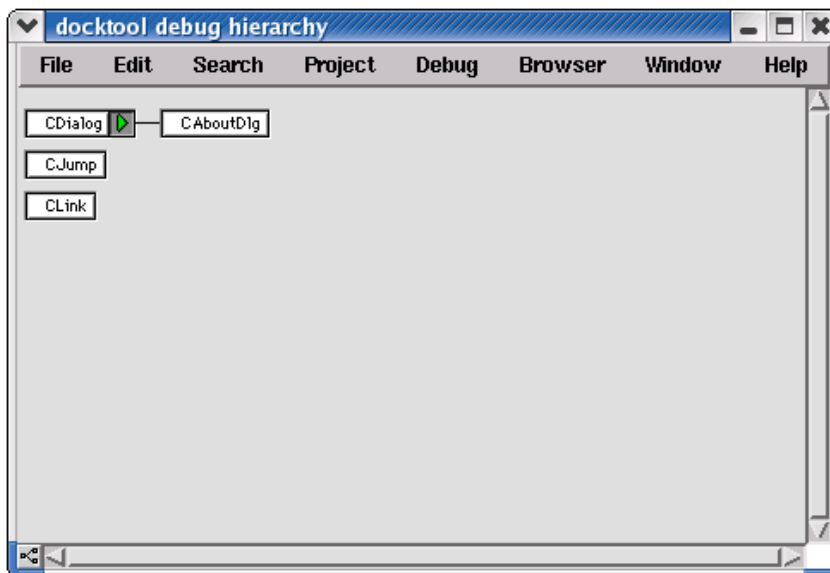 docktool debug hierarchy
File Edit Search Project Debug Browser Window Help
CDialog CAboutDlg
CJump
CLink